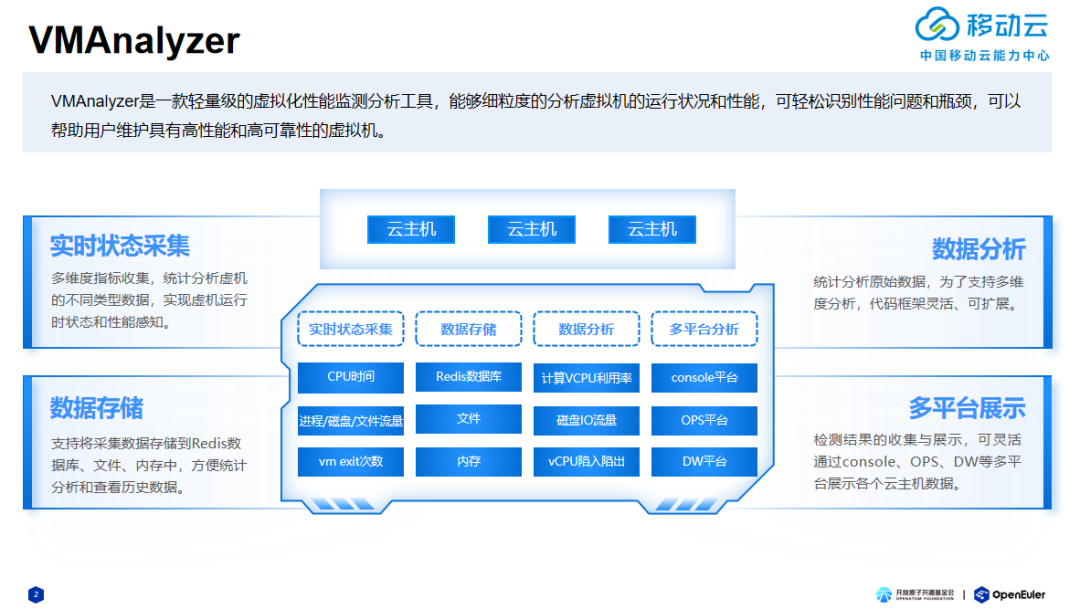 VMAnalyzer
移动云
中国移动云能力中心
VMAnalyzer是一款轻量级的虚拟化性能监测分析工具，能够细粒度的分析虚拟机的运行状况和性能，可轻松识别性能问题和瓶颈，可以
帮助用户维护具有高性能和高可靠性的虚拟机。
云主机 云主机 云主机
实时状态采集
多维度指标收集，统计分析虚机
的不同类型数据，实现虚机运行
时状态和性能感知。
数据分析
统计分析原始数据，为了支持多维
度分析，代码框架灵活、可扩展。
实时状态采集 数据存储 数据分析 多平台分析
CPU时间 Redis数据库 计算VCPU利用率 console平台
进程/磁盘/文件流量 文件 磁盘IO流量 OPS平台
vm exit次数 内存 vCPU陷入陷出 DW平台
数据存储
支持将采集数据存储到Redis数
据库、文件、内存中，方便统计
分析和查看历史数据。
多平台展示
检测结果的收集与展示，可灵活
通过console、OPS、DW等多平
台展示各个云主机数据。
2
开放原子开源基金会
OPENATOM FOUNDATION
OpenEuler